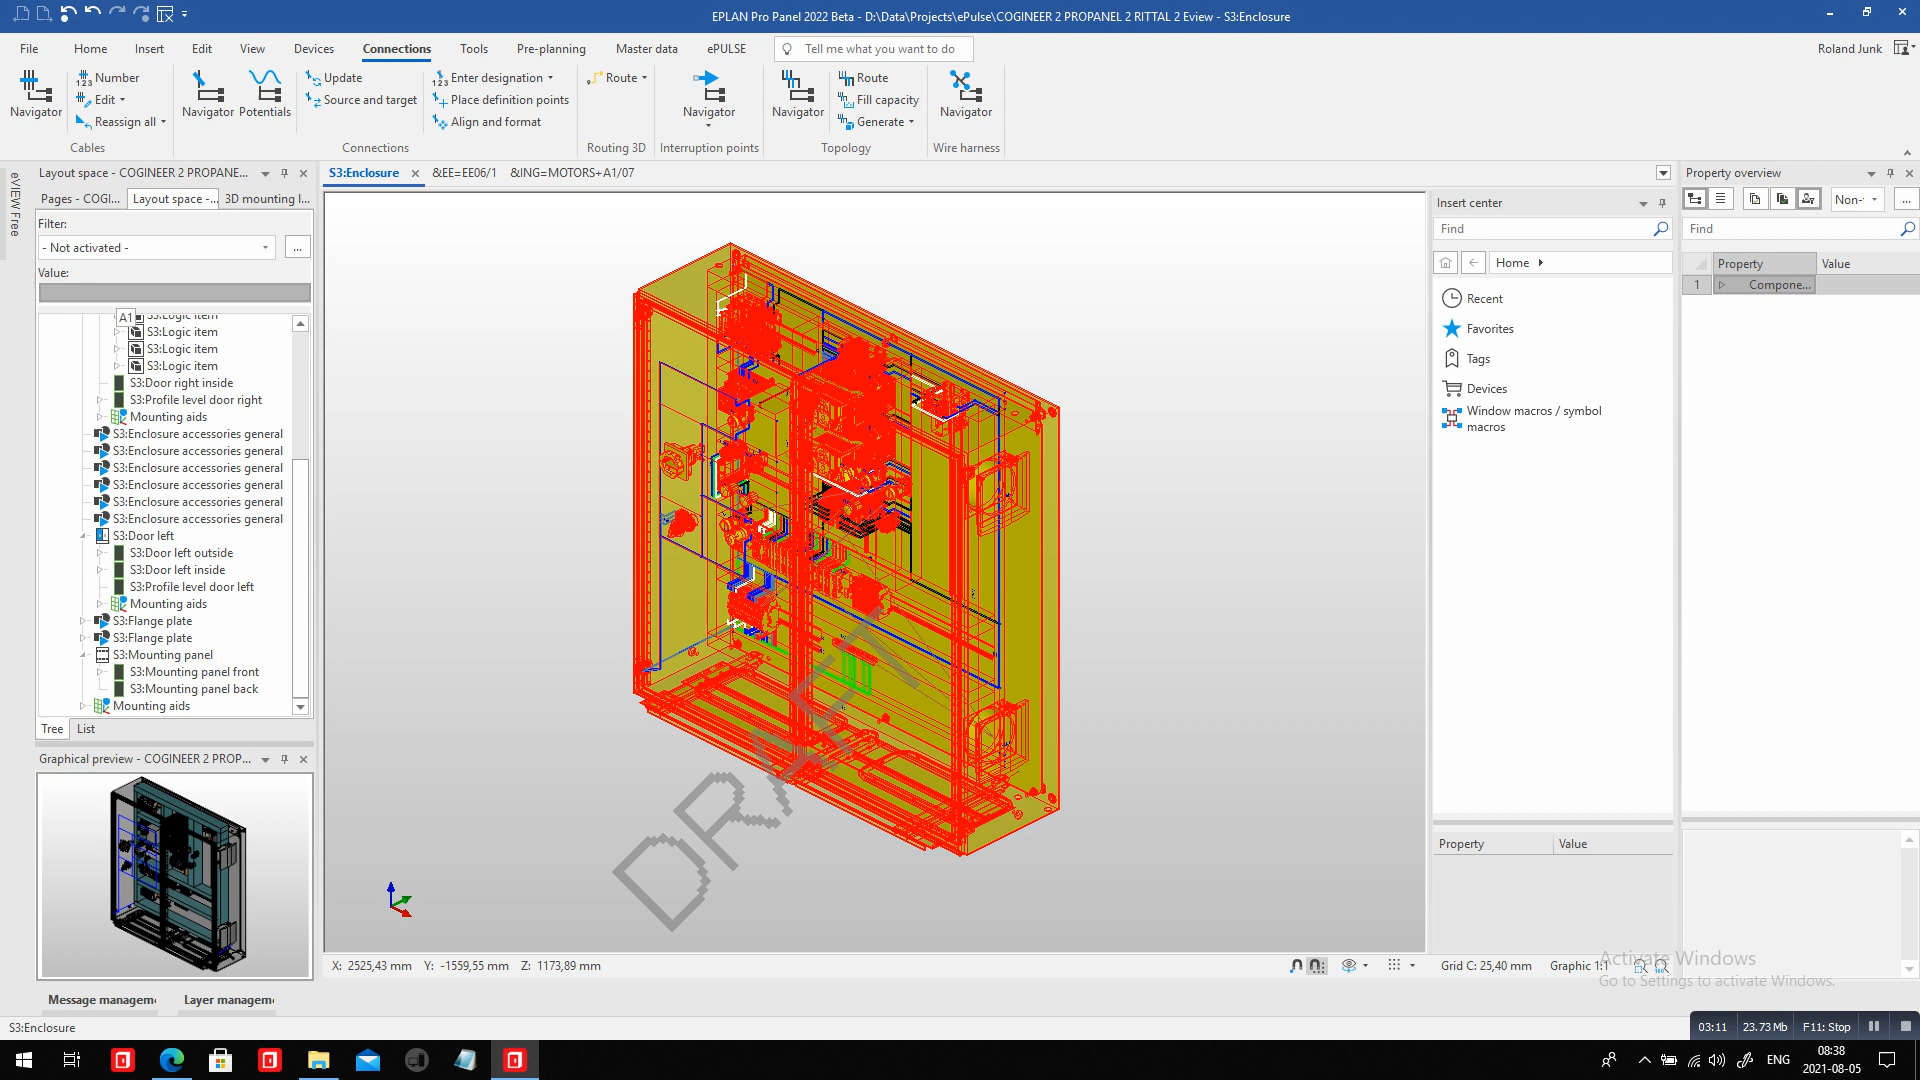 EPLAN Pro Panel 2022 Beta - D:\Data\Projects\ePulse\COGINEER 2 PROPANEL 2 RITTAL 2 Eview - S3:Enclosure
File Home Insert Edit View Devices Connections Tools Pre-planning Master data ePULSE Tell me what you want to do Roland Junk
Navigator
Number
Edit
Reassign all
Cables
Navigator
Potentials
Update
Source and target
Enter designation
Place definition points
Align and format
Connections
Route
Routing 3D
Navigator
Interruption points
Navigator
Route
Fill capacity
Generate
Topology
Navigator
Wire harness
eVIEW Free
Layout space - COGINEER 2 PROPANE...
Pages - COGI... Layout space -... 3D mounting l...
Filter:
- Not activated -
...
Value:
A1
S3:Logic item
S3:Logic item
S3:Logic item
S3:Logic item
S3:Door right inside
S3:Profile level door right
Mounting aids
S3:Enclosure accessories general
S3:Enclosure accessories general
S3:Enclosure accessories general
S3:Enclosure accessories general
S3:Enclosure accessories general
S3:Enclosure accessories general
S3:Door left
S3:Door left outside
S3:Door left inside
S3:Profile level door left
Mounting aids
S3:Flange plate
S3:Flange plate
S3:Mounting panel
S3:Mounting panel front
S3:Mounting panel back
Mounting aids
Tree List
Graphical preview - COGINEER 2 PROP...
Message managem
Layer managem
S3:Enclosure &EE=EE06/1 &ING=MOTORS+A1/07
DRAFT
X: 2525,43 mm Y: -1559,55 mm Z: 1173,89 mm
Grid C: 25,40 mm Graphic 1:1
Insert center
Find
Home
Recent
Favorites
Tags
Devices
Window macros / symbol
macros
Property Value
Property overview
Non-
...
Find
Property Value
1 Compone...
Activate Windows
Go to Settings to activate Windows.
S3:Enclosure
03:11 23.73 Mb F11: Stop
ENG
08:38
2021-08-05